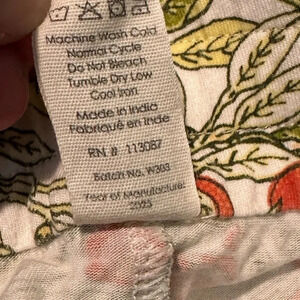 Machine Wash Cold
Normal Cycle
Do Not Bleach
Tumble Dry Low
Cool Iron
Made in India
Fabriqué en Inde
RN # 113087
Batch No. W303
Year of Manufacture:
2023